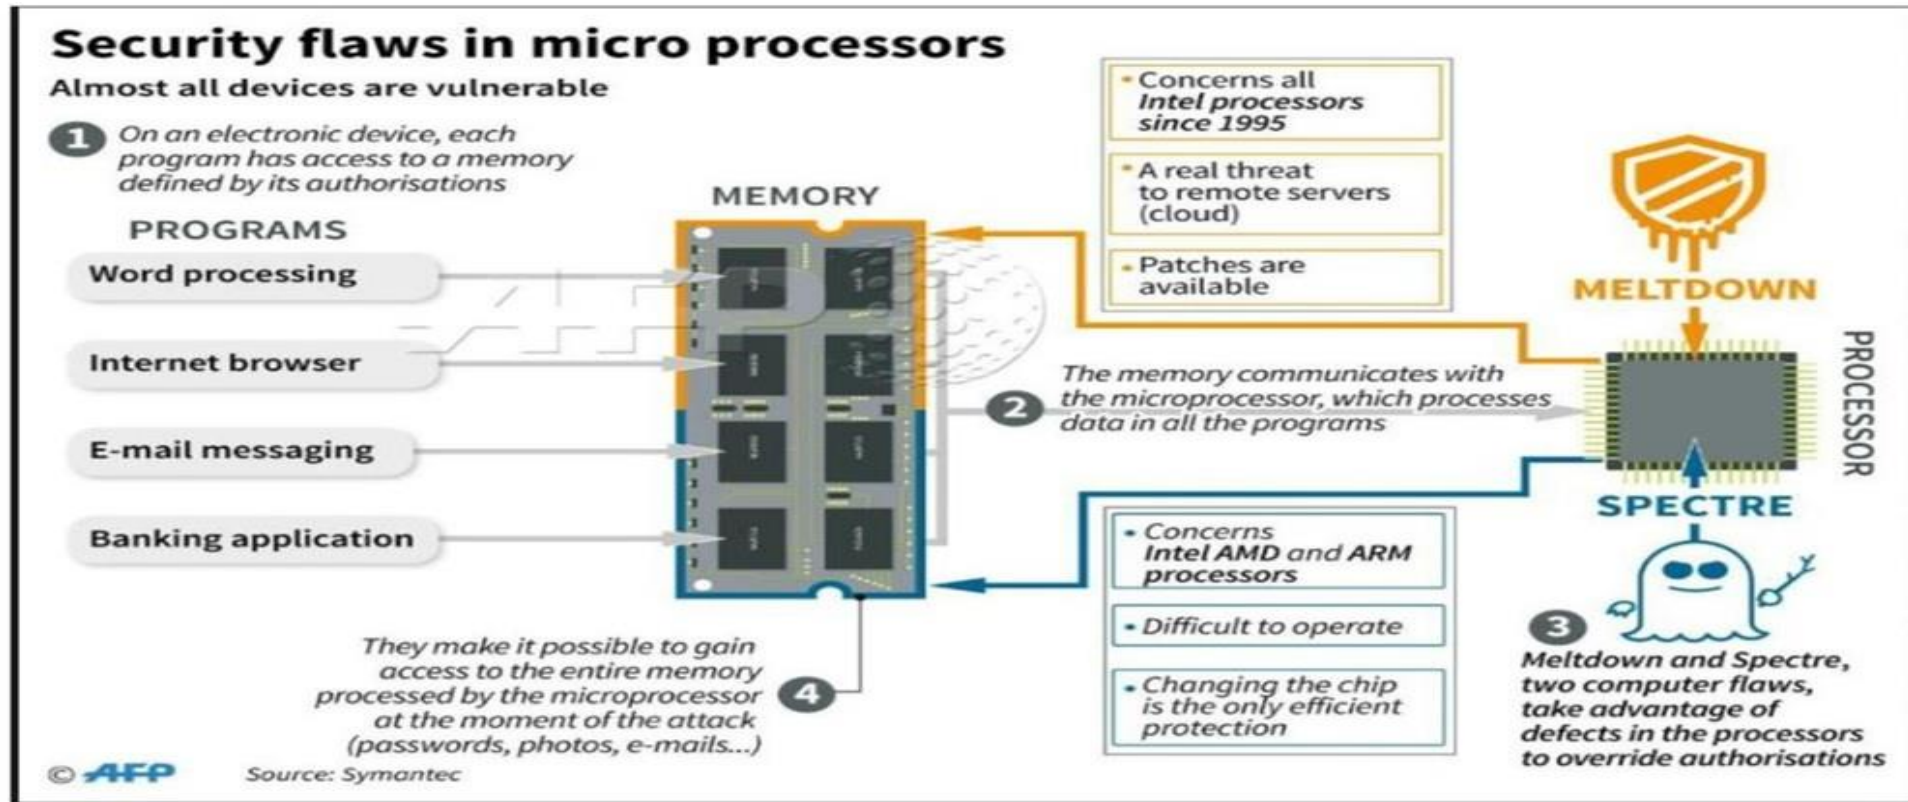 Security flaws in micro processors
Almost all devices are vulnerable
1
On an electronic device, each
program has access to a memory
defined by its authorisations
PROGRAMS
Word processing
Internet browser
E-mail messaging
Banking application
MEMORY
AFP
2
The memory communicates with
the microprocessor, which processes
data in all the programs
• Concerns all
Intel processors
since 1995
• A real threat
to remote servers
(cloud)
• Patches are
available
MELTDOWN
PROCESSOR
SPECTRE
• Concerns
Intel AMD and ARM
processors
• Difficult to operate
• Changing the chip
is the only efficient
protection
3
Meltdown and Spectre,
two computer flaws,
take advantage of
defects in the processors
to override authorisations
4
They make it possible to gain
access to the entire memory
processed by the microprocessor
at the moment of the attack
(passwords, photos, e-mails...)
© AFP
Source: Symantec